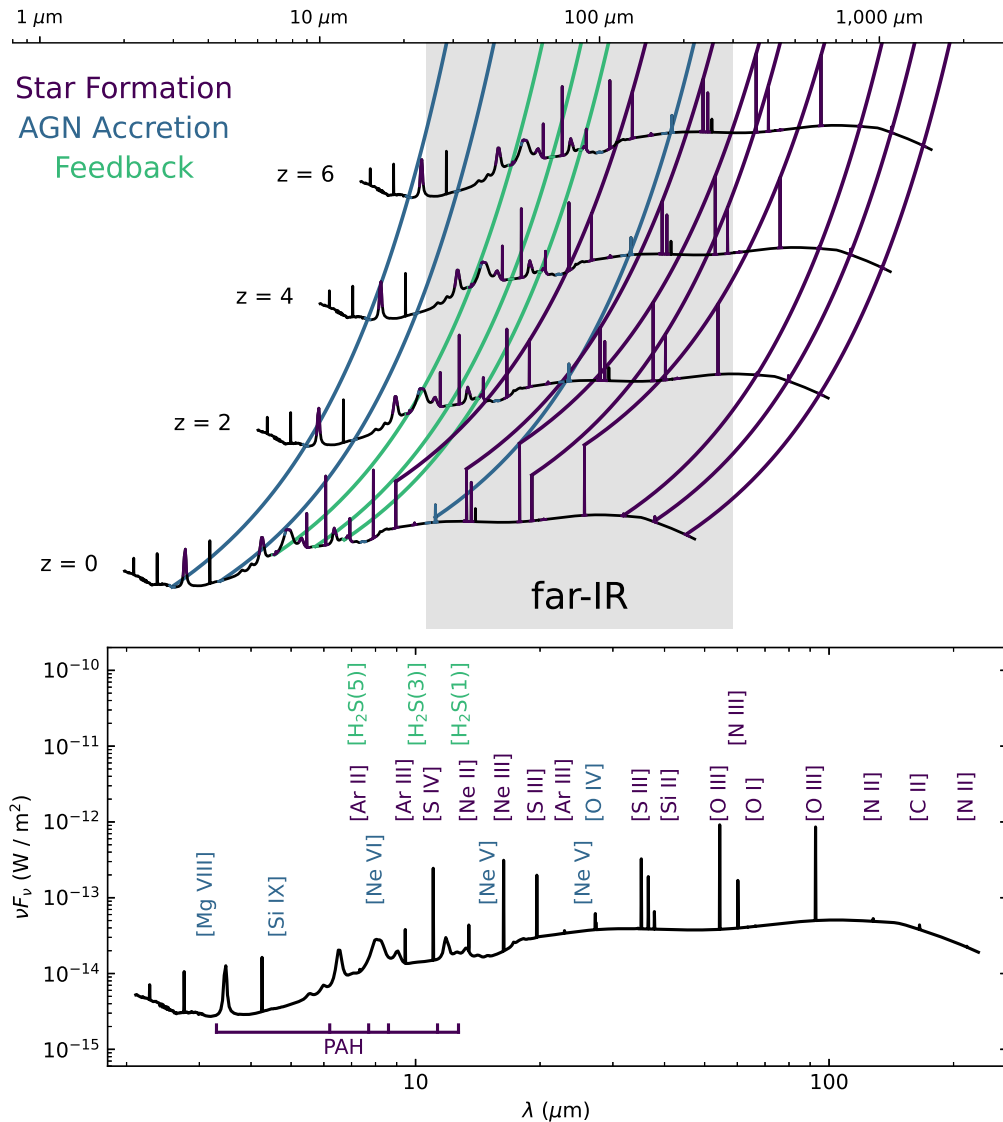 1 μm 10 μm 100 μm 1,000 μm
Star Formation
AGN Accretion
Feedback
z = 6
z = 4
z = 2
z = 0
far-IR
10⁻¹⁰
10⁻¹¹
10⁻¹²
10⁻¹³
10⁻¹⁴
10⁻¹⁵
νFν (W / m²)
[H₂S(5)]
[H₂S(3)]
[H₂S(1)]
[N III]
[Ar II]
[Ar III]
[S IV]
[Ne II]
[Ne III]
[S III]
[Ar III]
[O IV]
[S III]
[Si II]
[O III]
[O I]
[O III]
[N II]
[C II]
[N II]
[Mg VIII]
[Si IX]
[Ne VI]
[Ne V]
[Ne V]
PAH
10 100
λ (μm)